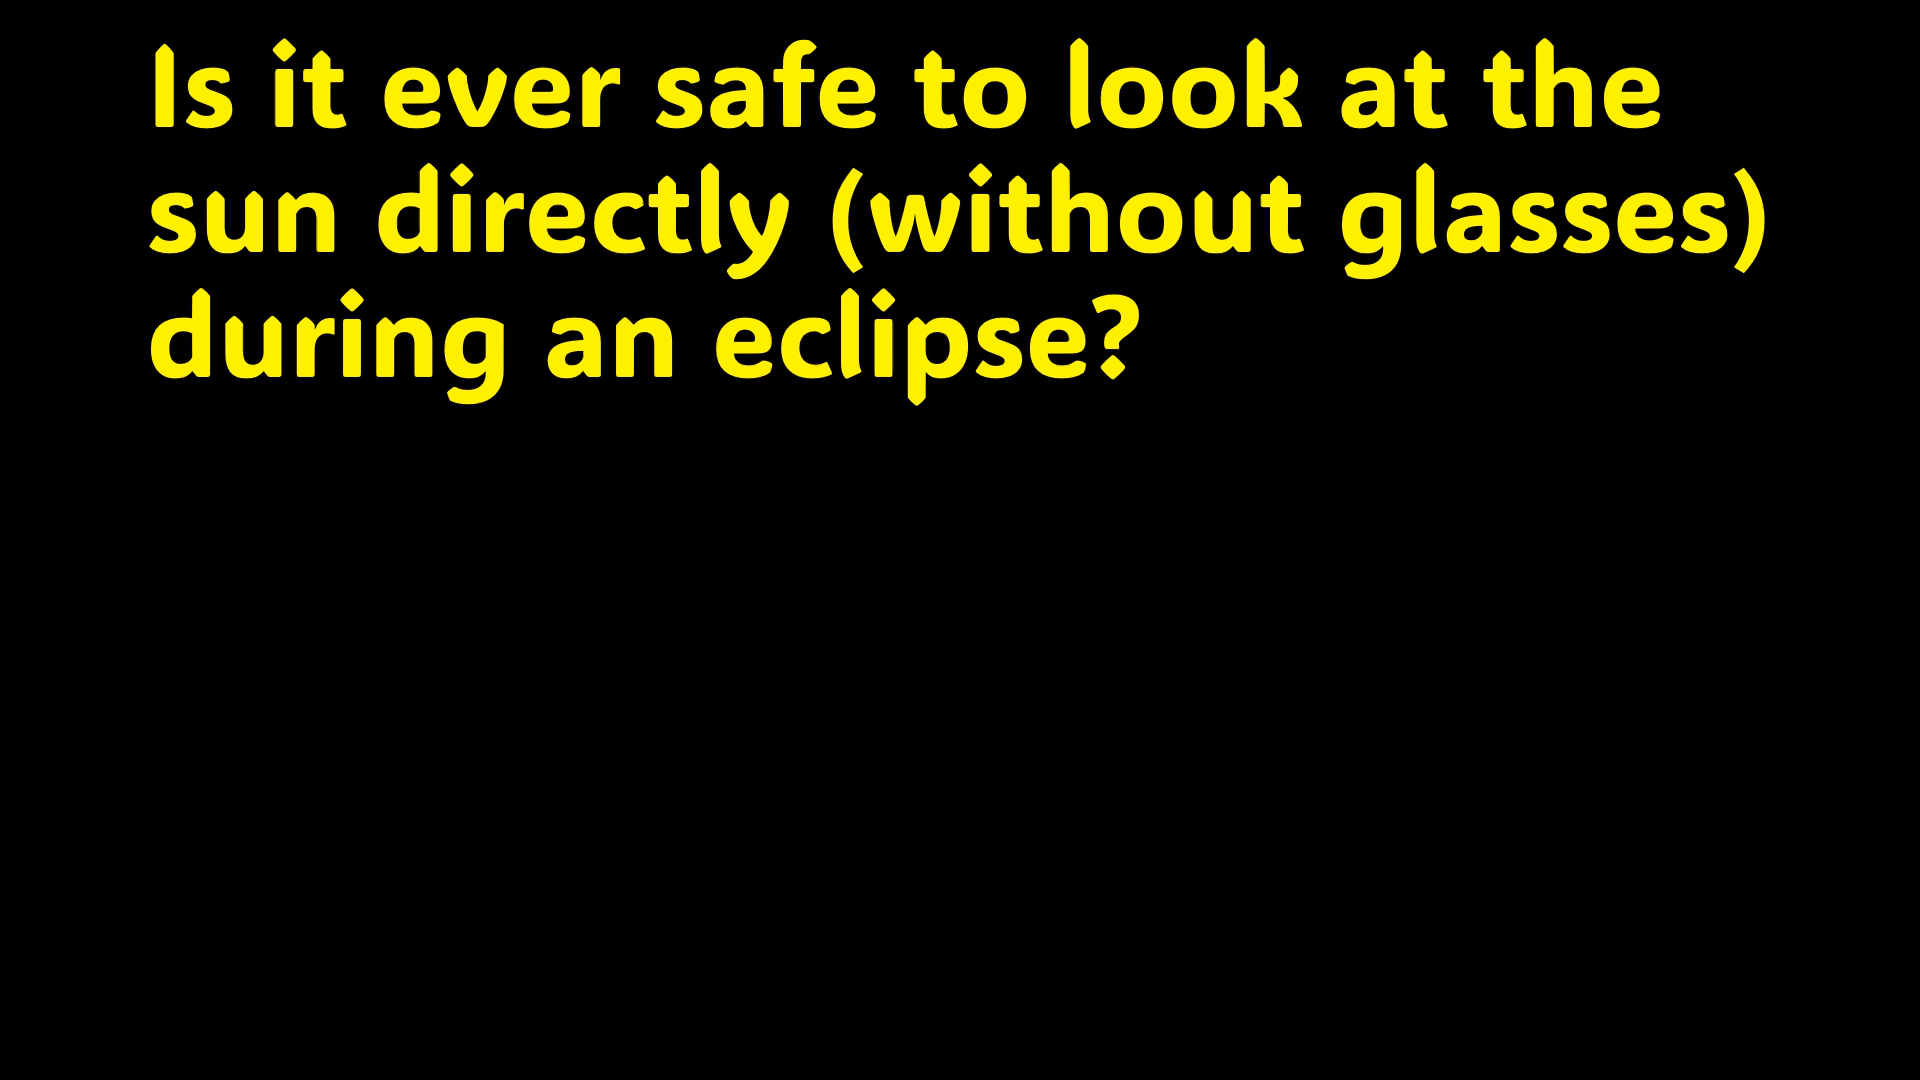 Is it ever safe to look at the
sun directly (without glasses)
during an eclipse?